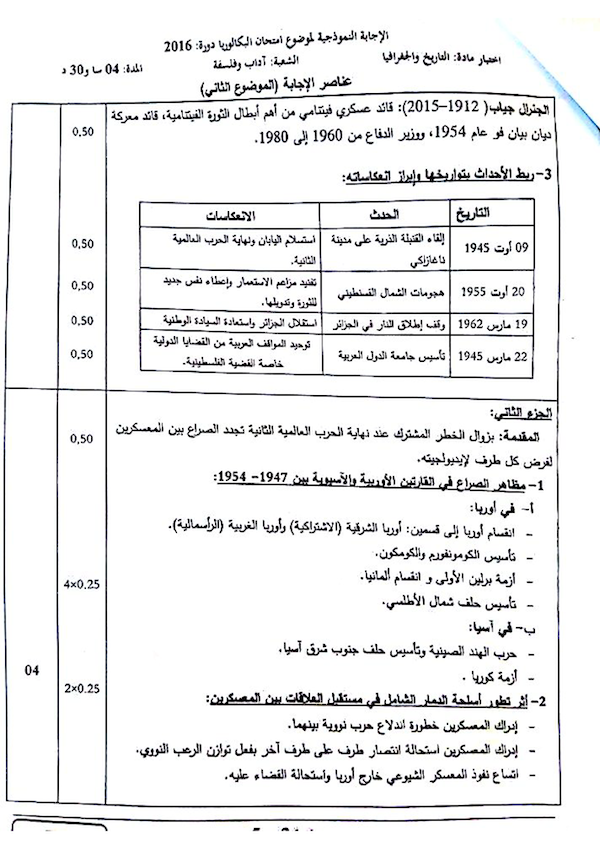 الإجابة النموذجية لموضوع امتحان البكالوريا دورة: 2016
اختبار مادة: التاريخ والجغرافيا الشعبة: آداب وفلسفة المدة: 04 سا و30 د
عناصر الإجابة (الموضوع الثاني)
الجنرال جياب( 1912–2015): قائد عسكري فيتنامي من أهم أبطال الثورة الفيتنامية، قائد معركة
ديان بيان فو عام 1954، ووزير الدفاع من 1960 إلى 1980.
0,50
3- ربط الأحداث بتواريخها وإبراز انعكاساته:
التاريخ الحدث الانعكاسات
09 أوت 1945 إلقاء القنبلة الذرية على مدينة ناغازاكي استسلام اليابان ونهاية الحرب العالمية الثانية. 0,50
20 أوت 1955 هجومات الشمال القسنطيني تفنيد مزاعم الاستعمار وإعطاء نفس جديد للثورة وتدويلها. 0,50
19 مارس 1962 وقف إطلاق النار في الجزائر استقلال الجزائر واستعادة السيادة الوطنية 0,50
22 مارس 1945 تأسيس جامعة الدول العربية توحيد المواقف العربية من القضايا الدولية خاصة القضية الفلسطينية. 0,50
الجزء الثاني:
المقدمة: بزوال الخطر المشترك عند نهاية الحرب العالمية الثانية تجدد الصراع بين المعسكرين
لفرض كل طرف لإيديولجيته.
0,50
1- مظاهر الصراع في القارتين الأوربية والآسيوية بين 1947- 1954:
أ- في أوربا:
- انقسام أوربا إلى قسمين: أوربا الشرقية (الاشتراكية) وأوربا الغربية (الرأسمالية).
- تأسيس الكومونفورم والكومكون.
- أزمة برلين الأولى و انقسام ألمانيا.
4×0.25
- تأسيس حلف شمال الأطلسي.
ب- في آسيا:
- حرب الهند الصينية وتأسيس حلف جنوب شرق آسيا.
- أزمة كوريا .
2×0.25
04
2- أثر تطور أسلحة الدمار الشامل في مستقبل العلاقات بين المعسكرين:
- إدراك المعسكرين خطورة اندلاع حرب نووية بينهما.
- إدراك المعسكرين استحالة انتصار طرف على طرف آخر بفعل توازن الرعب النووي.
- اتساع نفوذ المعسكر الشيوعي خارج أوربا واستحالة القضاء عليه.